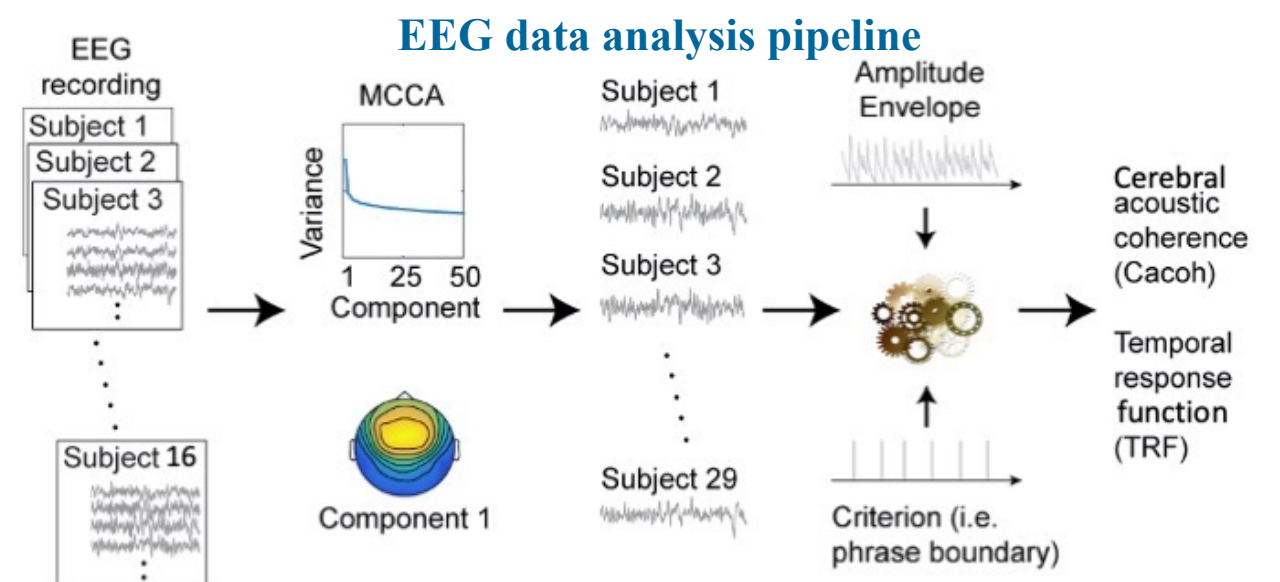 EEG data analysis pipeline
EEG
recording
Subject 1
Subject 2
Subject 3
Subject 16
MCCA
Variance
1 25 50
Component
Component 1
Subject 1
Subject 2
Subject 3
Subject 29
Amplitude
Envelope
Criterion (i.e.
phrase boundary)
Cerebral
acoustic
coherence
(Cacoh)
Temporal
response
function
(TRF)